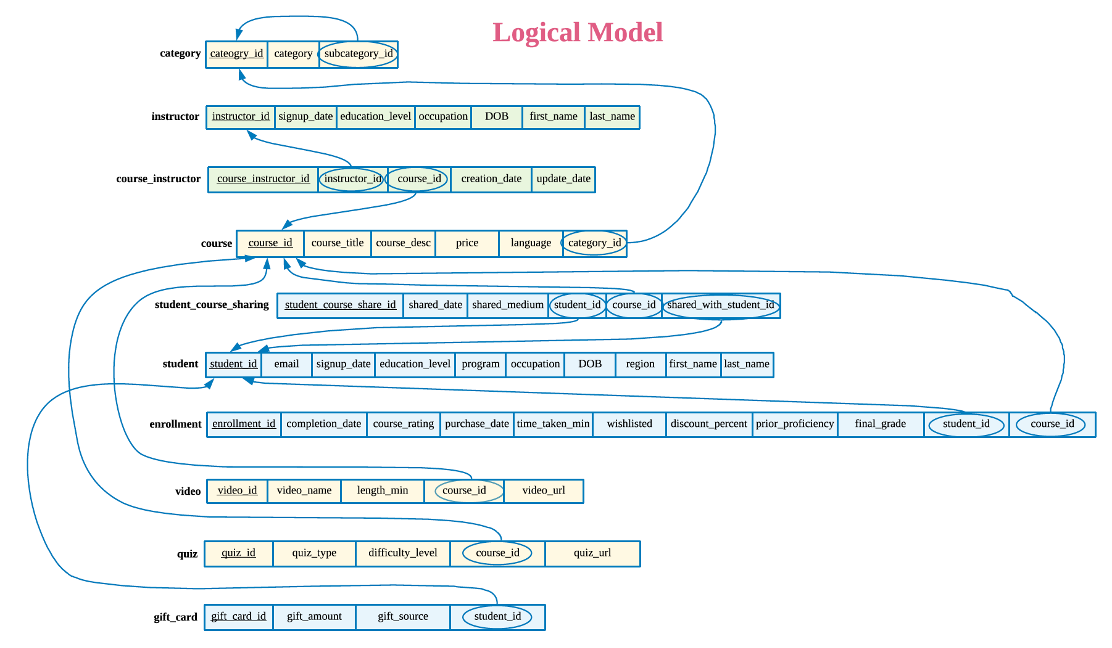 Logical Model
category cateogry_id category subcategory_id
instructor instructor_id signup_date education_level occupation DOB first_name last_name
course_instructor course_instructor_id instructor_id course_id creation_date update_date
course course_id course_title course_desc price language category_id
student_course_sharing student_course_share_id shared_date shared_medium student_id course_id shared_with_student_id
student student_id email signup_date education_level program occupation DOB region first_name last_name
enrollment enrollment_id completion_date course_rating purchase_date time_taken_min wishlisted discount_percent prior_proficiency final_grade student_id course_id
video video_id video_name length_min course_id video_url
quiz quiz_id quiz_type difficulty_level course_id quiz_url
gift_card gift_card_id gift_amount gift_source student_id